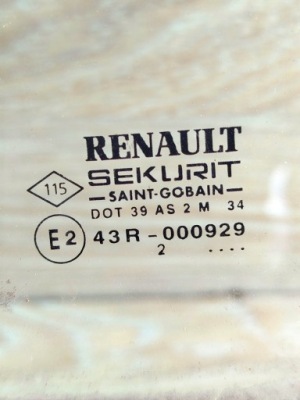 RENAULT
SEKURIT
115
—SAINT-GOBAIN—
DOT 39 AS 2 M 34
E2 43R-000929
2 ....